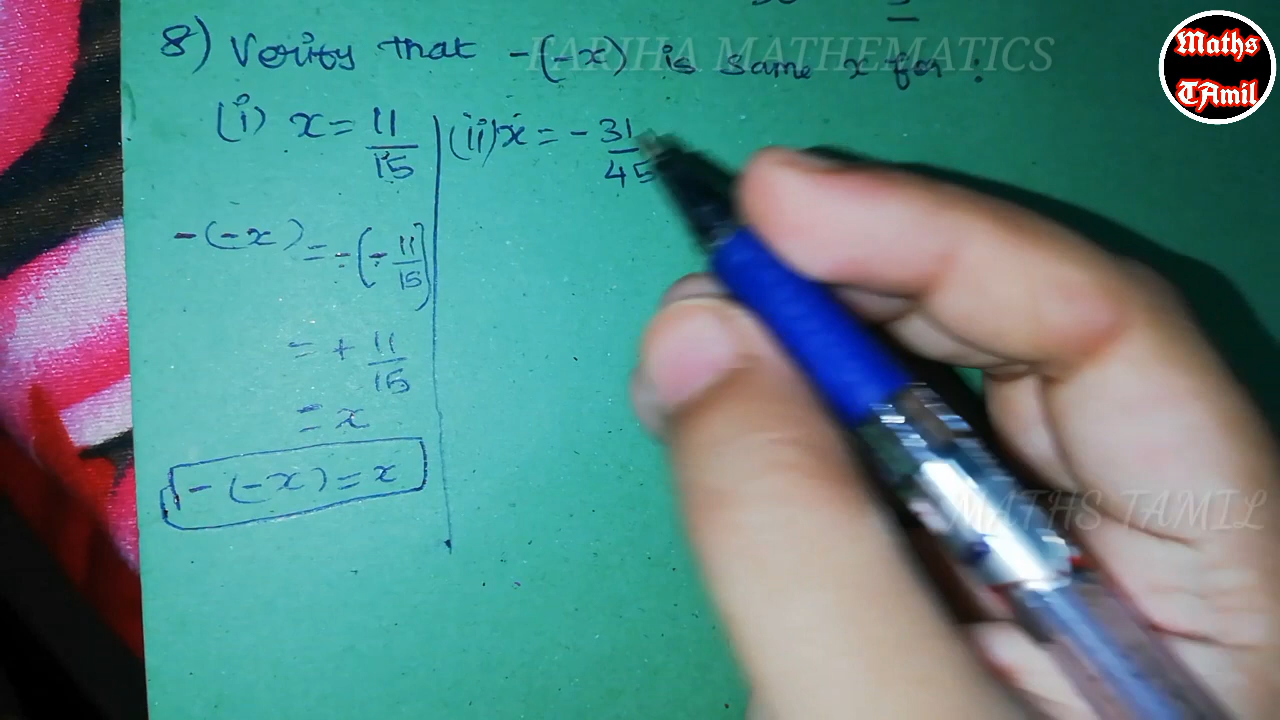 8) Verify that -(-x) is same x for :
FARIHA MATHEMATICS
Maths
TAmil
(i) x = 11/15
(ii) x = - 31/45
-(-x) = -(- 11/15)
= + 11/15
= x
-(-x) = x
MATHS TAMIL